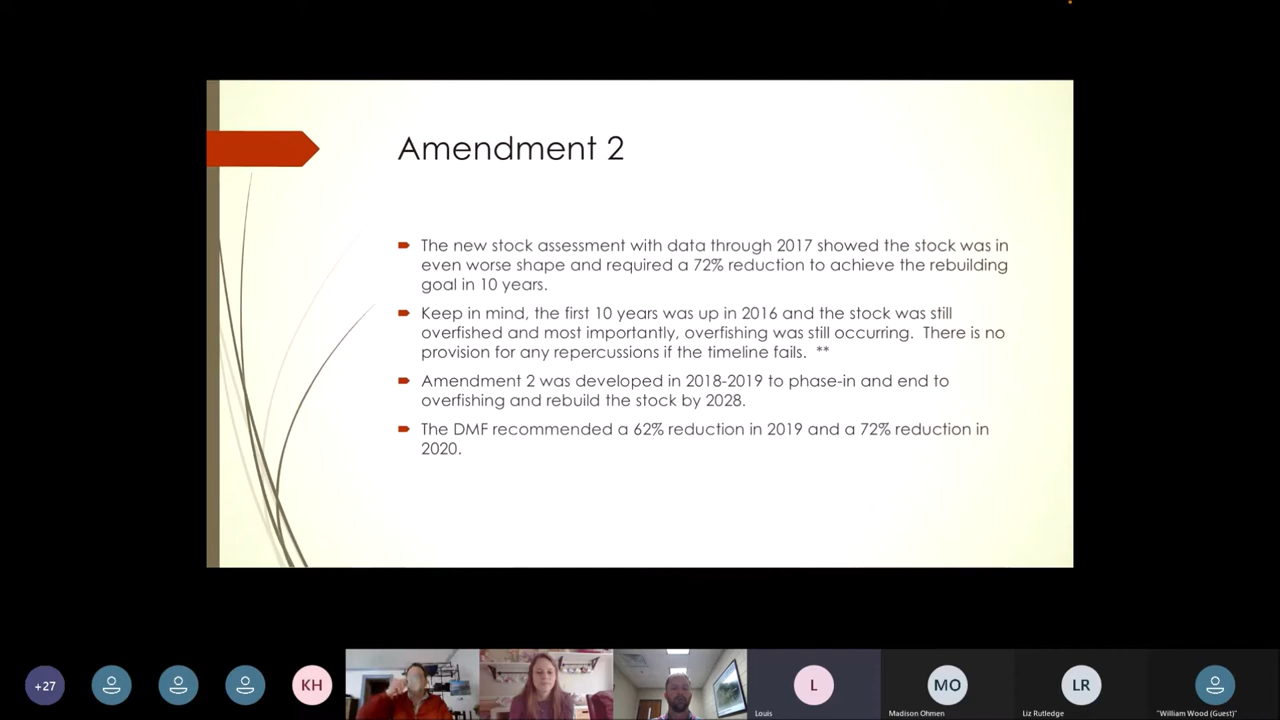 Amendment 2
The new stock assessment with data through 2017 showed the stock was in
even worse shape and required a 72% reduction to achieve the rebuilding
goal in 10 years.
Keep in mind, the first 10 years was up in 2016 and the stock was still
overfished and most importantly, overfishing was still occurring. There is no
provision for any repercussions if the timeline fails. **
Amendment 2 was developed in 2018-2019 to phase-in and end to
overfishing and rebuild the stock by 2028.
The DMF recommended a 62% reduction in 2019 and a 72% reduction in
2020.
+27
KH
L
MO
LR
Louis
Madison Ohmen
Liz Rutledge
"William Wood (Guest)"